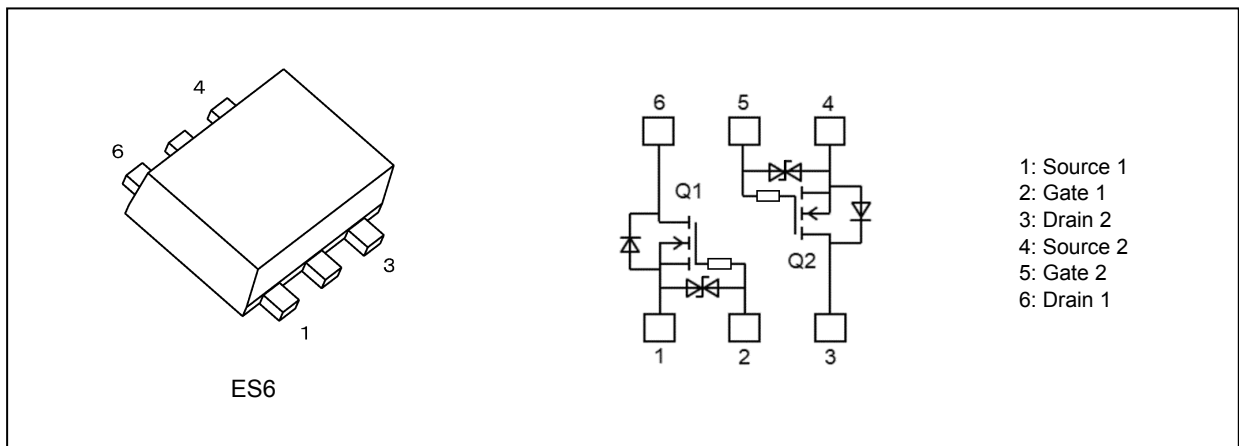 4
6
3
1
ES6
6
5
4
Q1
Q2
1
2
3
1: Source 1
2: Gate 1
3: Drain 2
4: Source 2
5: Gate 2
6: Drain 1